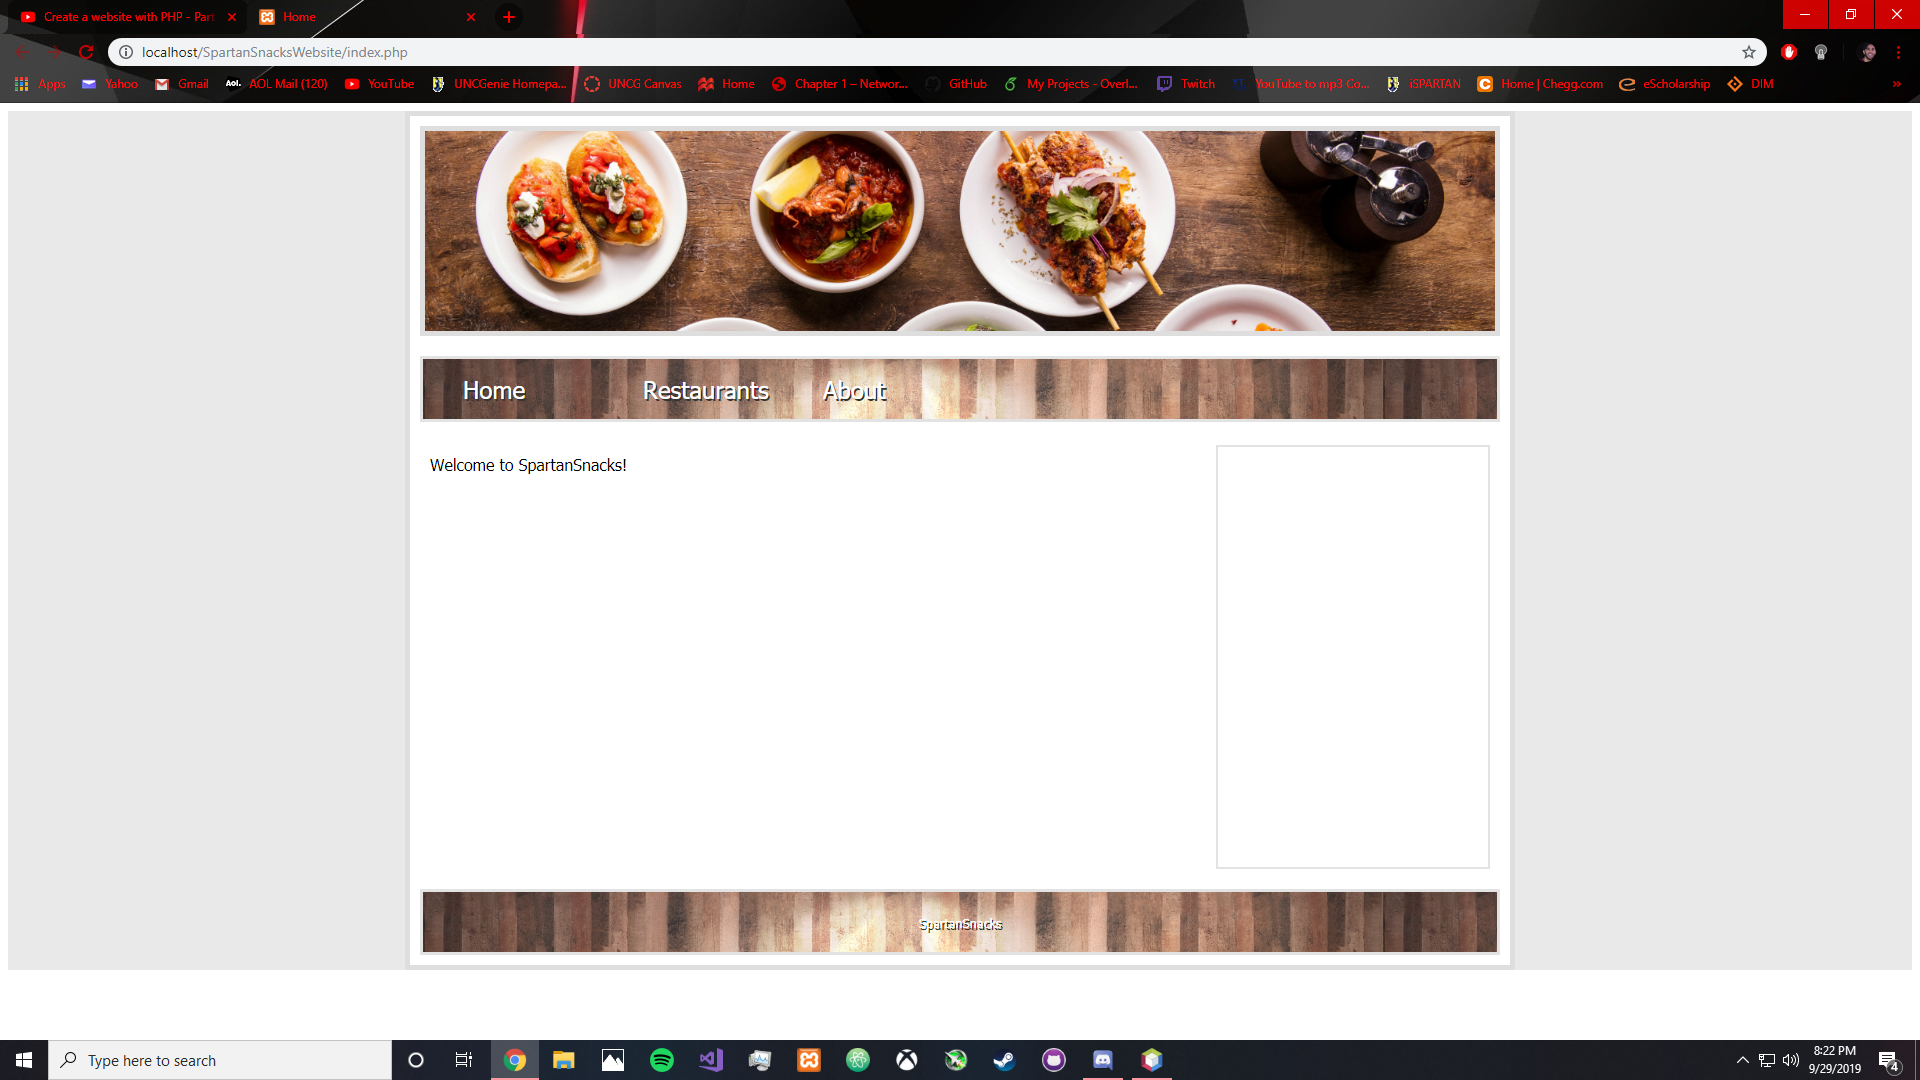 Create a website with PHP - Part
Home
localhost/SpartanSnacksWebsite/index.php
Apps
Yahoo
Gmail
Aol.
AOL Mail (120)
YouTube
UNCGenie Homepa...
UNCG Canvas
Home
Chapter 1 – Networ...
GitHub
My Projects - Overl...
Twitch
YouTube to mp3 Co...
iSPARTAN
Home | Chegg.com
eScholarship
DIM
Home
Restaurants
About
Welcome to SpartanSnacks!
SpartanSnacks
Type here to search
8:22 PM
9/29/2019
4